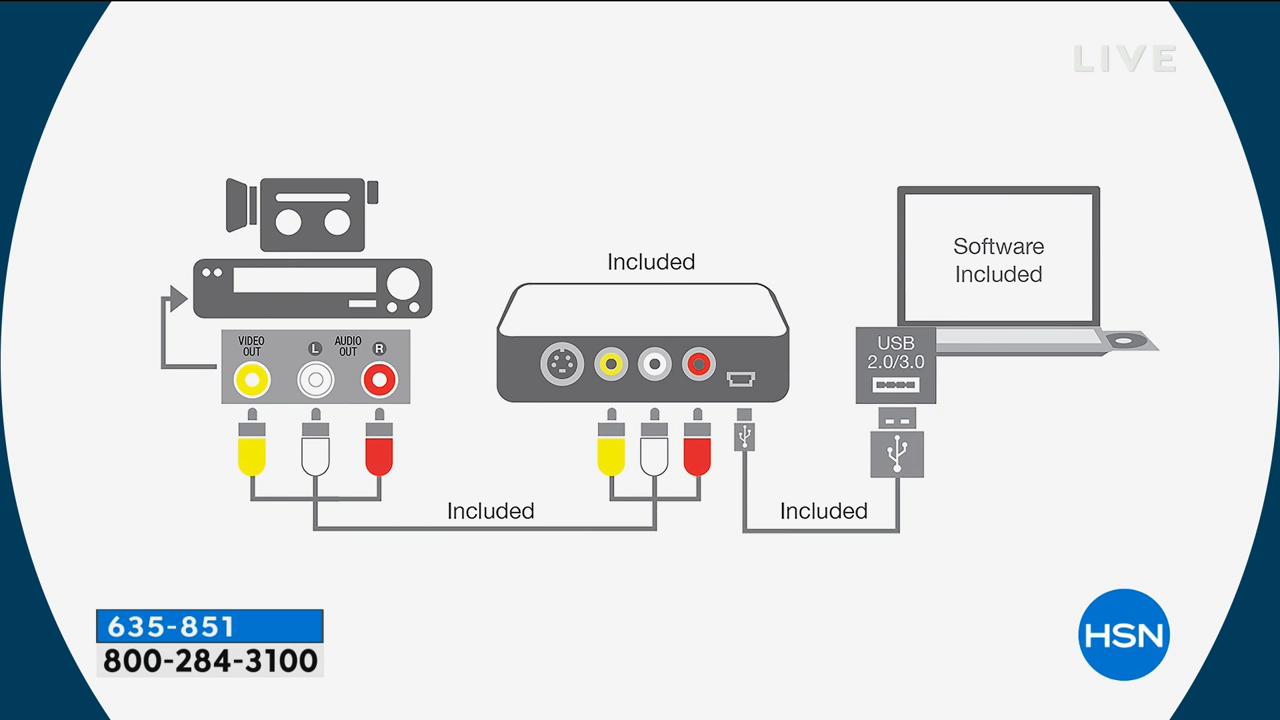 LIVE
Included
Software
Included
VIDEO
OUT
L
AUDIO
OUT
R
USB
2.0/3.0
Included
Included
635-851
800-284-3100
HSN